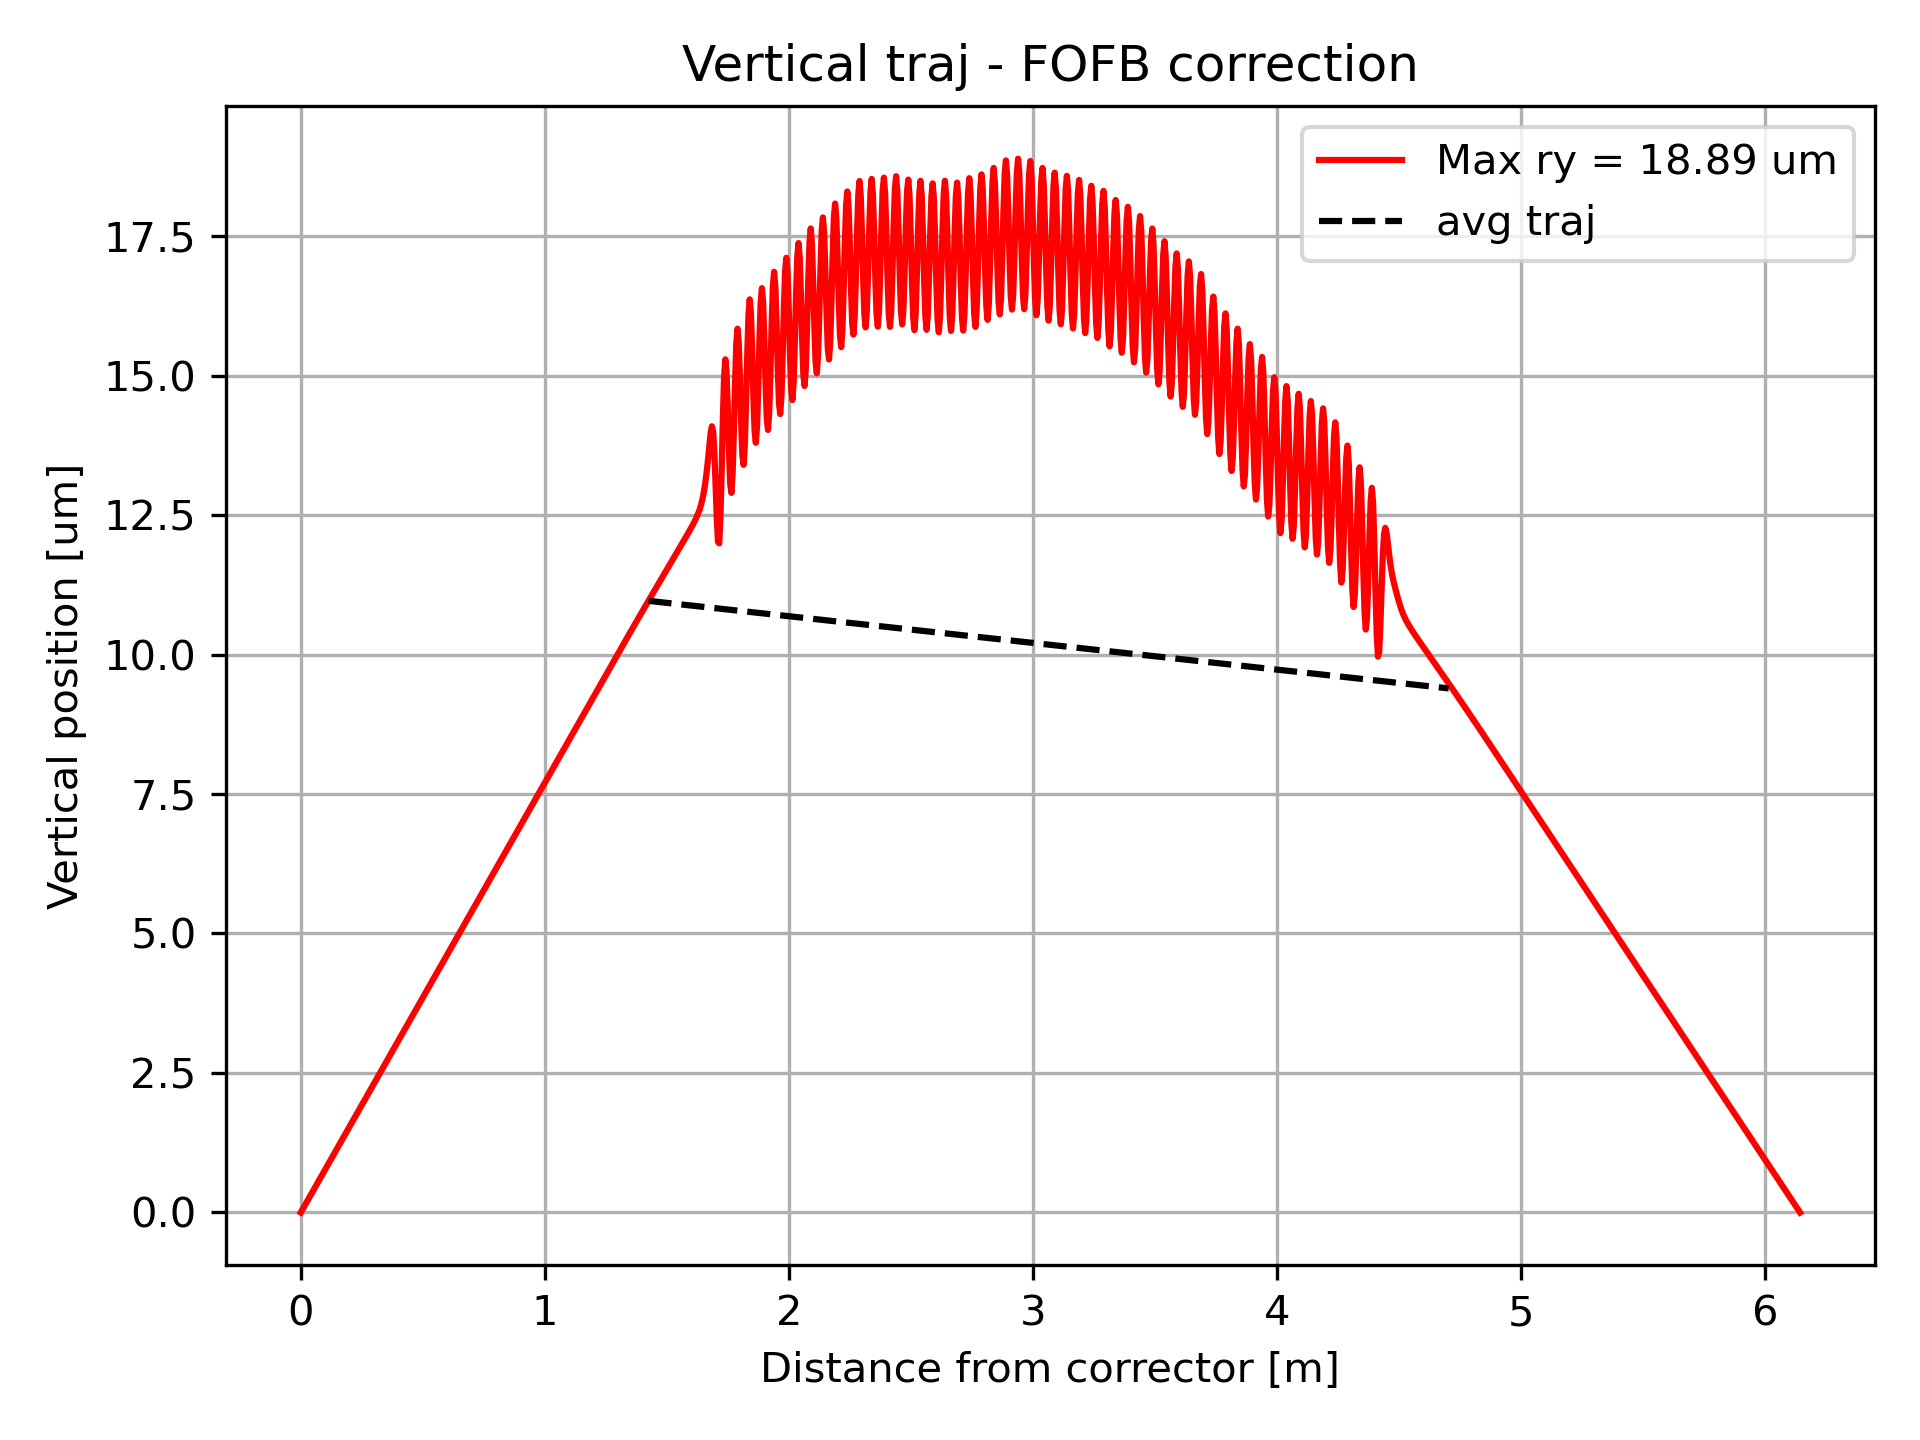 Vertical traj - FOFB correction
Max ry = 18.89 um
avg traj
Vertical position [um]
17.5
15.0
12.5
10.0
7.5
5.0
2.5
0.0
0 1 2 3 4 5 6
Distance from corrector [m]